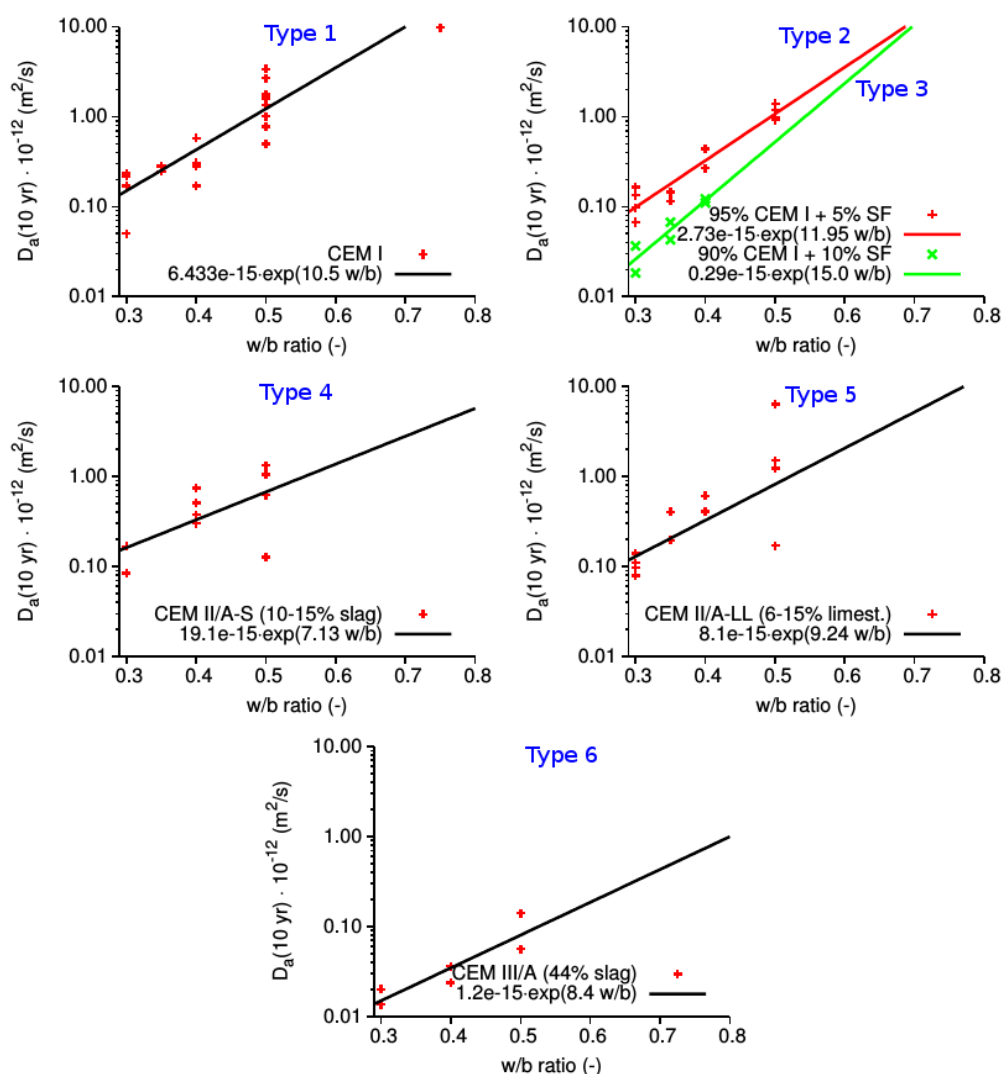 Type 1
10.00
1.00
0.10
0.01
Da(10 yr) · 10-12 (m2/s)
CEM I
6.433e-15·exp(10.5 w/b)
0.3 0.4 0.5 0.6 0.7 0.8
w/b ratio (-)
Type 2
Type 3
10.00
1.00
0.10
0.01
Da(10 yr) · 10-12 (m2/s)
95% CEM I + 5% SF
2.73e-15·exp(11.95 w/b)
90% CEM I + 10% SF
0.29e-15·exp(15.0 w/b)
0.3 0.4 0.5 0.6 0.7 0.8
w/b ratio (-)
Type 4
10.00
1.00
0.10
0.01
Da(10 yr) · 10-12 (m2/s)
CEM II/A-S (10-15% slag)
19.1e-15·exp(7.13 w/b)
0.3 0.4 0.5 0.6 0.7 0.8
w/b ratio (-)
Type 5
10.00
1.00
0.10
0.01
Da(10 yr) · 10-12 (m2/s)
CEM II/A-LL (6-15% limest.)
8.1e-15·exp(9.24 w/b)
0.3 0.4 0.5 0.6 0.7 0.8
w/b ratio (-)
Type 6
10.00
1.00
0.10
0.01
Da(10 yr) · 10-12 (m2/s)
CEM III/A (44% slag)
1.2e-15·exp(8.4 w/b)
0.3 0.4 0.5 0.6 0.7 0.8
w/b ratio (-)